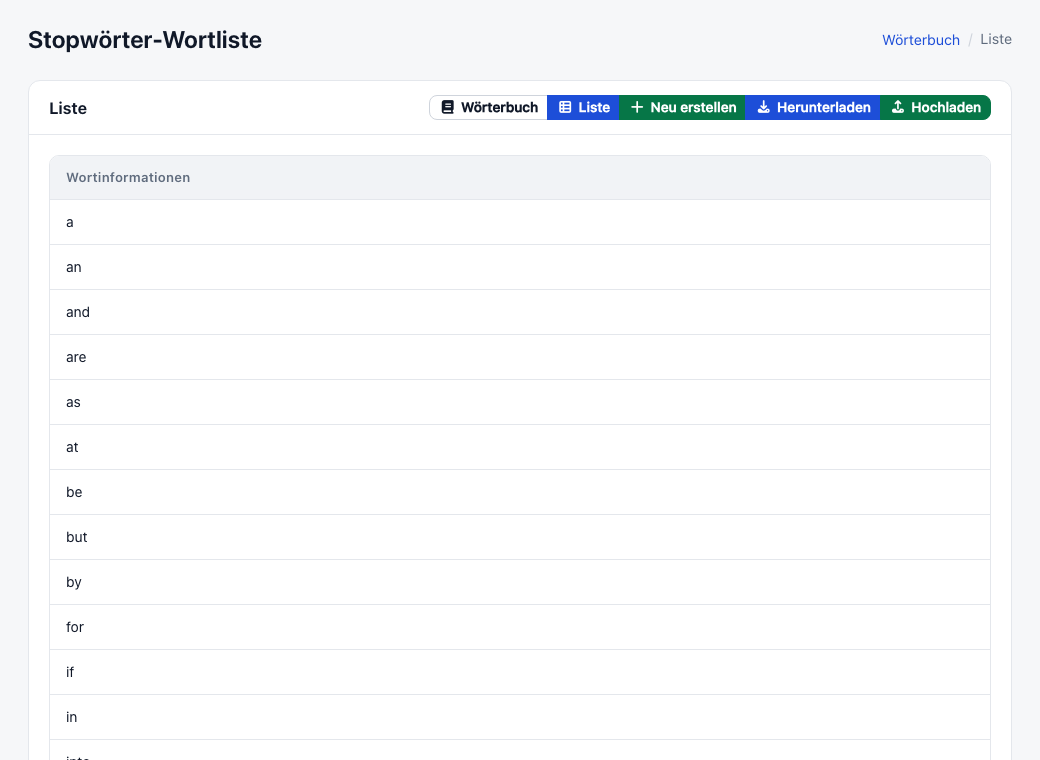 Stopwörter-Wortliste
Wörterbuch / Liste
Liste
Wörterbuch
Liste
Neu erstellen
Herunterladen
Hochladen
Wortinformationen
a
an
and
are
as
at
be
but
by
for
if
in